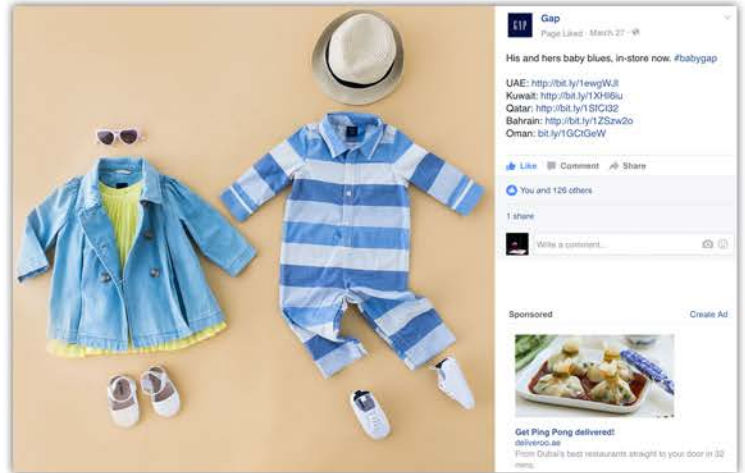 GAP
Gap
Page Liked · March 27 ·
His and hers baby blues, in-store now. #babygap
UAE: http://bit.ly/1ewgWJl
Kuwait: http://bit.ly/1XHI6iu
Qatar: http://bit.ly/1SfCI32
Bahrain: http://bit.ly/1ZSzw2o
Oman: bit.ly/1GCtGeW
Like Comment Share
You and 126 others
1 share
Write a comment...
Sponsored Create Ad
Get Ping Pong delivered!
deliveroo.ae
From Dubai's best restaurants straight to your door in 32
mins.